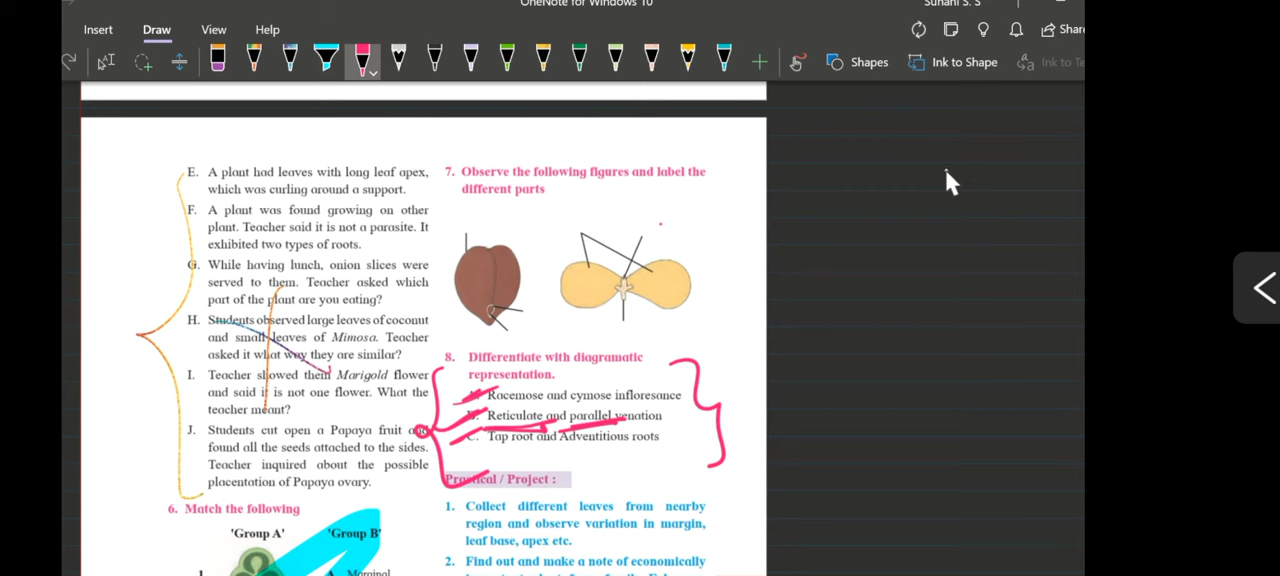 OneNote for Windows 10
Suhani S. S
Insert
Draw
View
Help
Shapes
Ink to Shape
Ink to Te
Shar
E. A plant had leaves with long leaf apex,
which was curling around a support.
F. A plant was found growing on other
plant. Teacher said it is not a parasite. It
exhibited two types of roots.
G. While having lunch, onion slices were
served to them. Teacher asked which
part of the plant are you eating?
H. Students observed large leaves of coconut
and small leaves of Mimosa. Teacher
asked it what way they are similar?
I. Teacher showed them Marigold flower
and said it is not one flower. What the
teacher meant?
J. Students cut open a Papaya fruit and
found all the seeds attached to the sides.
Teacher inquired about the possible
placentation of Papaya ovary.
6. Match the following
'Group A' 'Group B'
1. A. Marginal
7. Observe the following figures and label the
different parts
8. Differentiate with diagramatic
representation.
Racemose and cymose infloresance
B. Reticulate and parallel venation
C. Tap root and Adventitious roots
Practical / Project :
1. Collect different leaves from nearby
region and observe variation in margin,
leaf base, apex etc.
2. Find out and make a note of economically